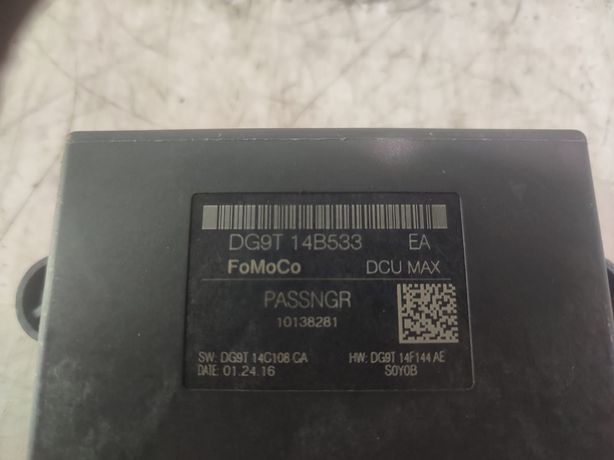 DG9T 14B533 EA
FoMoCo DCU MAX
PASSNGR
10138281
SW: DG9T 14C108 CA HW: DG9T 14F144 AE
DATE: 01.24.16 S0Y0B